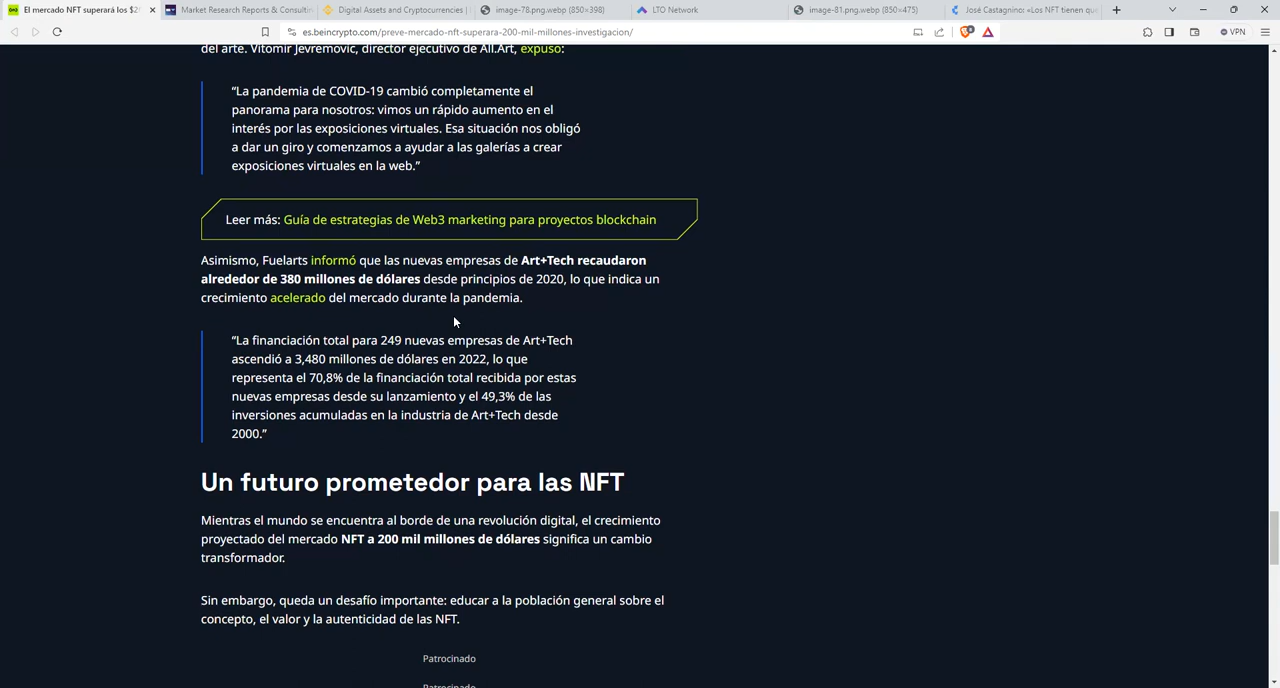 El mercado NFT superará los $2
Market Research Reports & Consultin
Digital Assets and Cryptocurrencies |
image-78.png.webp (850×398)
LTO Network
image-81.png.webp (850×475)
José Castagnino: «Los NFT tienen que
es.beincrypto.com/preve-mercado-nft-superara-200-mil-millones-investigacion/
VPN
del arte. Vitomir Jevremovic, director ejecutivo de All.Art, expuso:
“La pandemia de COVID-19 cambió completamente el
panorama para nosotros: vimos un rápido aumento en el
interés por las exposiciones virtuales. Esa situación nos obligó
a dar un giro y comenzamos a ayudar a las galerías a crear
exposiciones virtuales en la web.”
Leer más: Guía de estrategias de Web3 marketing para proyectos blockchain
Asimismo, Fuelarts informó que las nuevas empresas de Art+Tech recaudaron
alrededor de 380 millones de dólares desde principios de 2020, lo que indica un
crecimiento acelerado del mercado durante la pandemia.
“La financiación total para 249 nuevas empresas de Art+Tech
ascendió a 3,480 millones de dólares en 2022, lo que
representa el 70,8% de la financiación total recibida por estas
nuevas empresas desde su lanzamiento y el 49,3% de las
inversiones acumuladas en la industria de Art+Tech desde
2000.”
Un futuro prometedor para las NFT
Mientras el mundo se encuentra al borde de una revolución digital, el crecimiento
proyectado del mercado NFT a 200 mil millones de dólares significa un cambio
transformador.
Sin embargo, queda un desafío importante: educar a la población general sobre el
concepto, el valor y la autenticidad de las NFT.
Patrocinado
Patrocinado